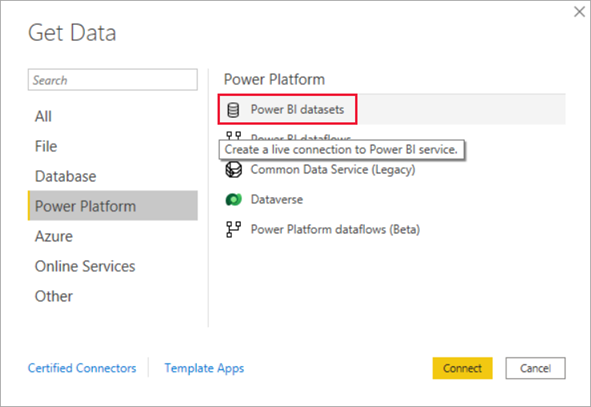 Get Data
Search
All
File
Database
Power Platform
Azure
Online Services
Other
Power Platform
Power BI datasets
Power BI dataflows
Create a live connection to Power BI service.
Common Data Service (Legacy)
Dataverse
Power Platform dataflows (Beta)
Certified Connectors
Template Apps
Connect
Cancel